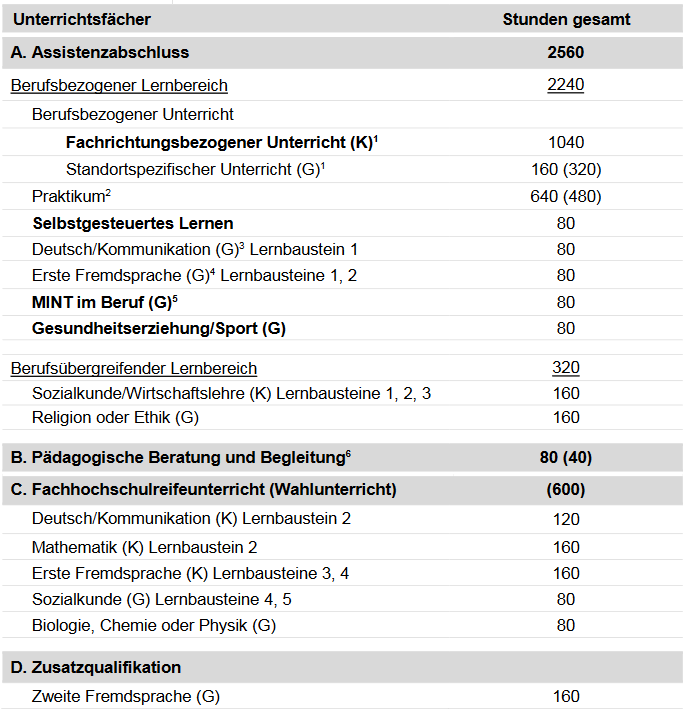 Unterrichtsfächer Stunden gesamt
A. Assistenzabschluss 2560
Berufsbezogener Lernbereich 2240
Berufsbezogener Unterricht
Fachrichtungsbezogener Unterricht (K)¹ 1040
Standortspezifischer Unterricht (G)¹ 160 (320)
Praktikum² 640 (480)
Selbstgesteuertes Lernen 80
Deutsch/Kommunikation (G)³ Lernbaustein 1 80
Erste Fremdsprache (G)⁴ Lernbausteine 1, 2 80
MINT im Beruf (G)⁵ 80
Gesundheitserziehung/Sport (G) 80
Berufsübergreifender Lernbereich 320
Sozialkunde/Wirtschaftslehre (K) Lernbausteine 1, 2, 3 160
Religion oder Ethik (G) 160
B. Pädagogische Beratung und Begleitung⁶ 80 (40)
C. Fachhochschulreifeunterricht (Wahlunterricht) (600)
Deutsch/Kommunikation (K) Lernbaustein 2 120
Mathematik (K) Lernbaustein 2 160
Erste Fremdsprache (K) Lernbausteine 3, 4 160
Sozialkunde (G) Lernbausteine 4, 5 80
Biologie, Chemie oder Physik (G) 80
D. Zusatzqualifikation
Zweite Fremdsprache (G) 160